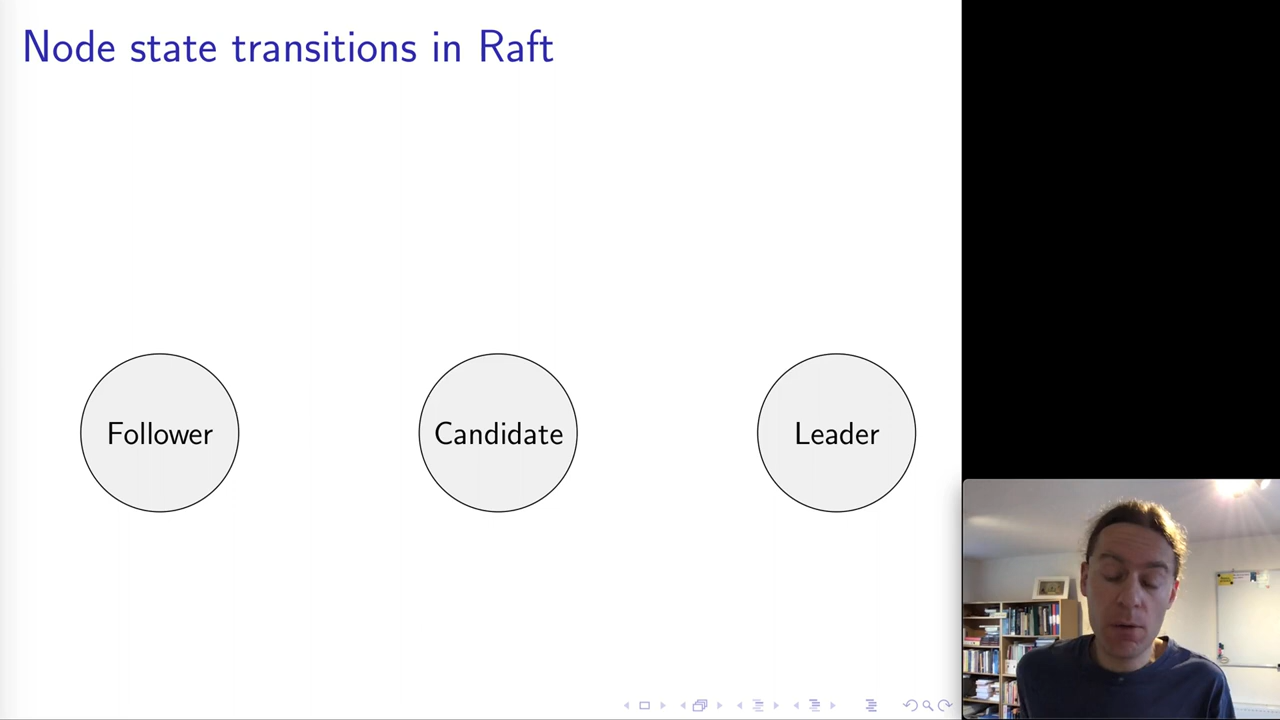 Node state transitions in Raft
Follower
Candidate
Leader